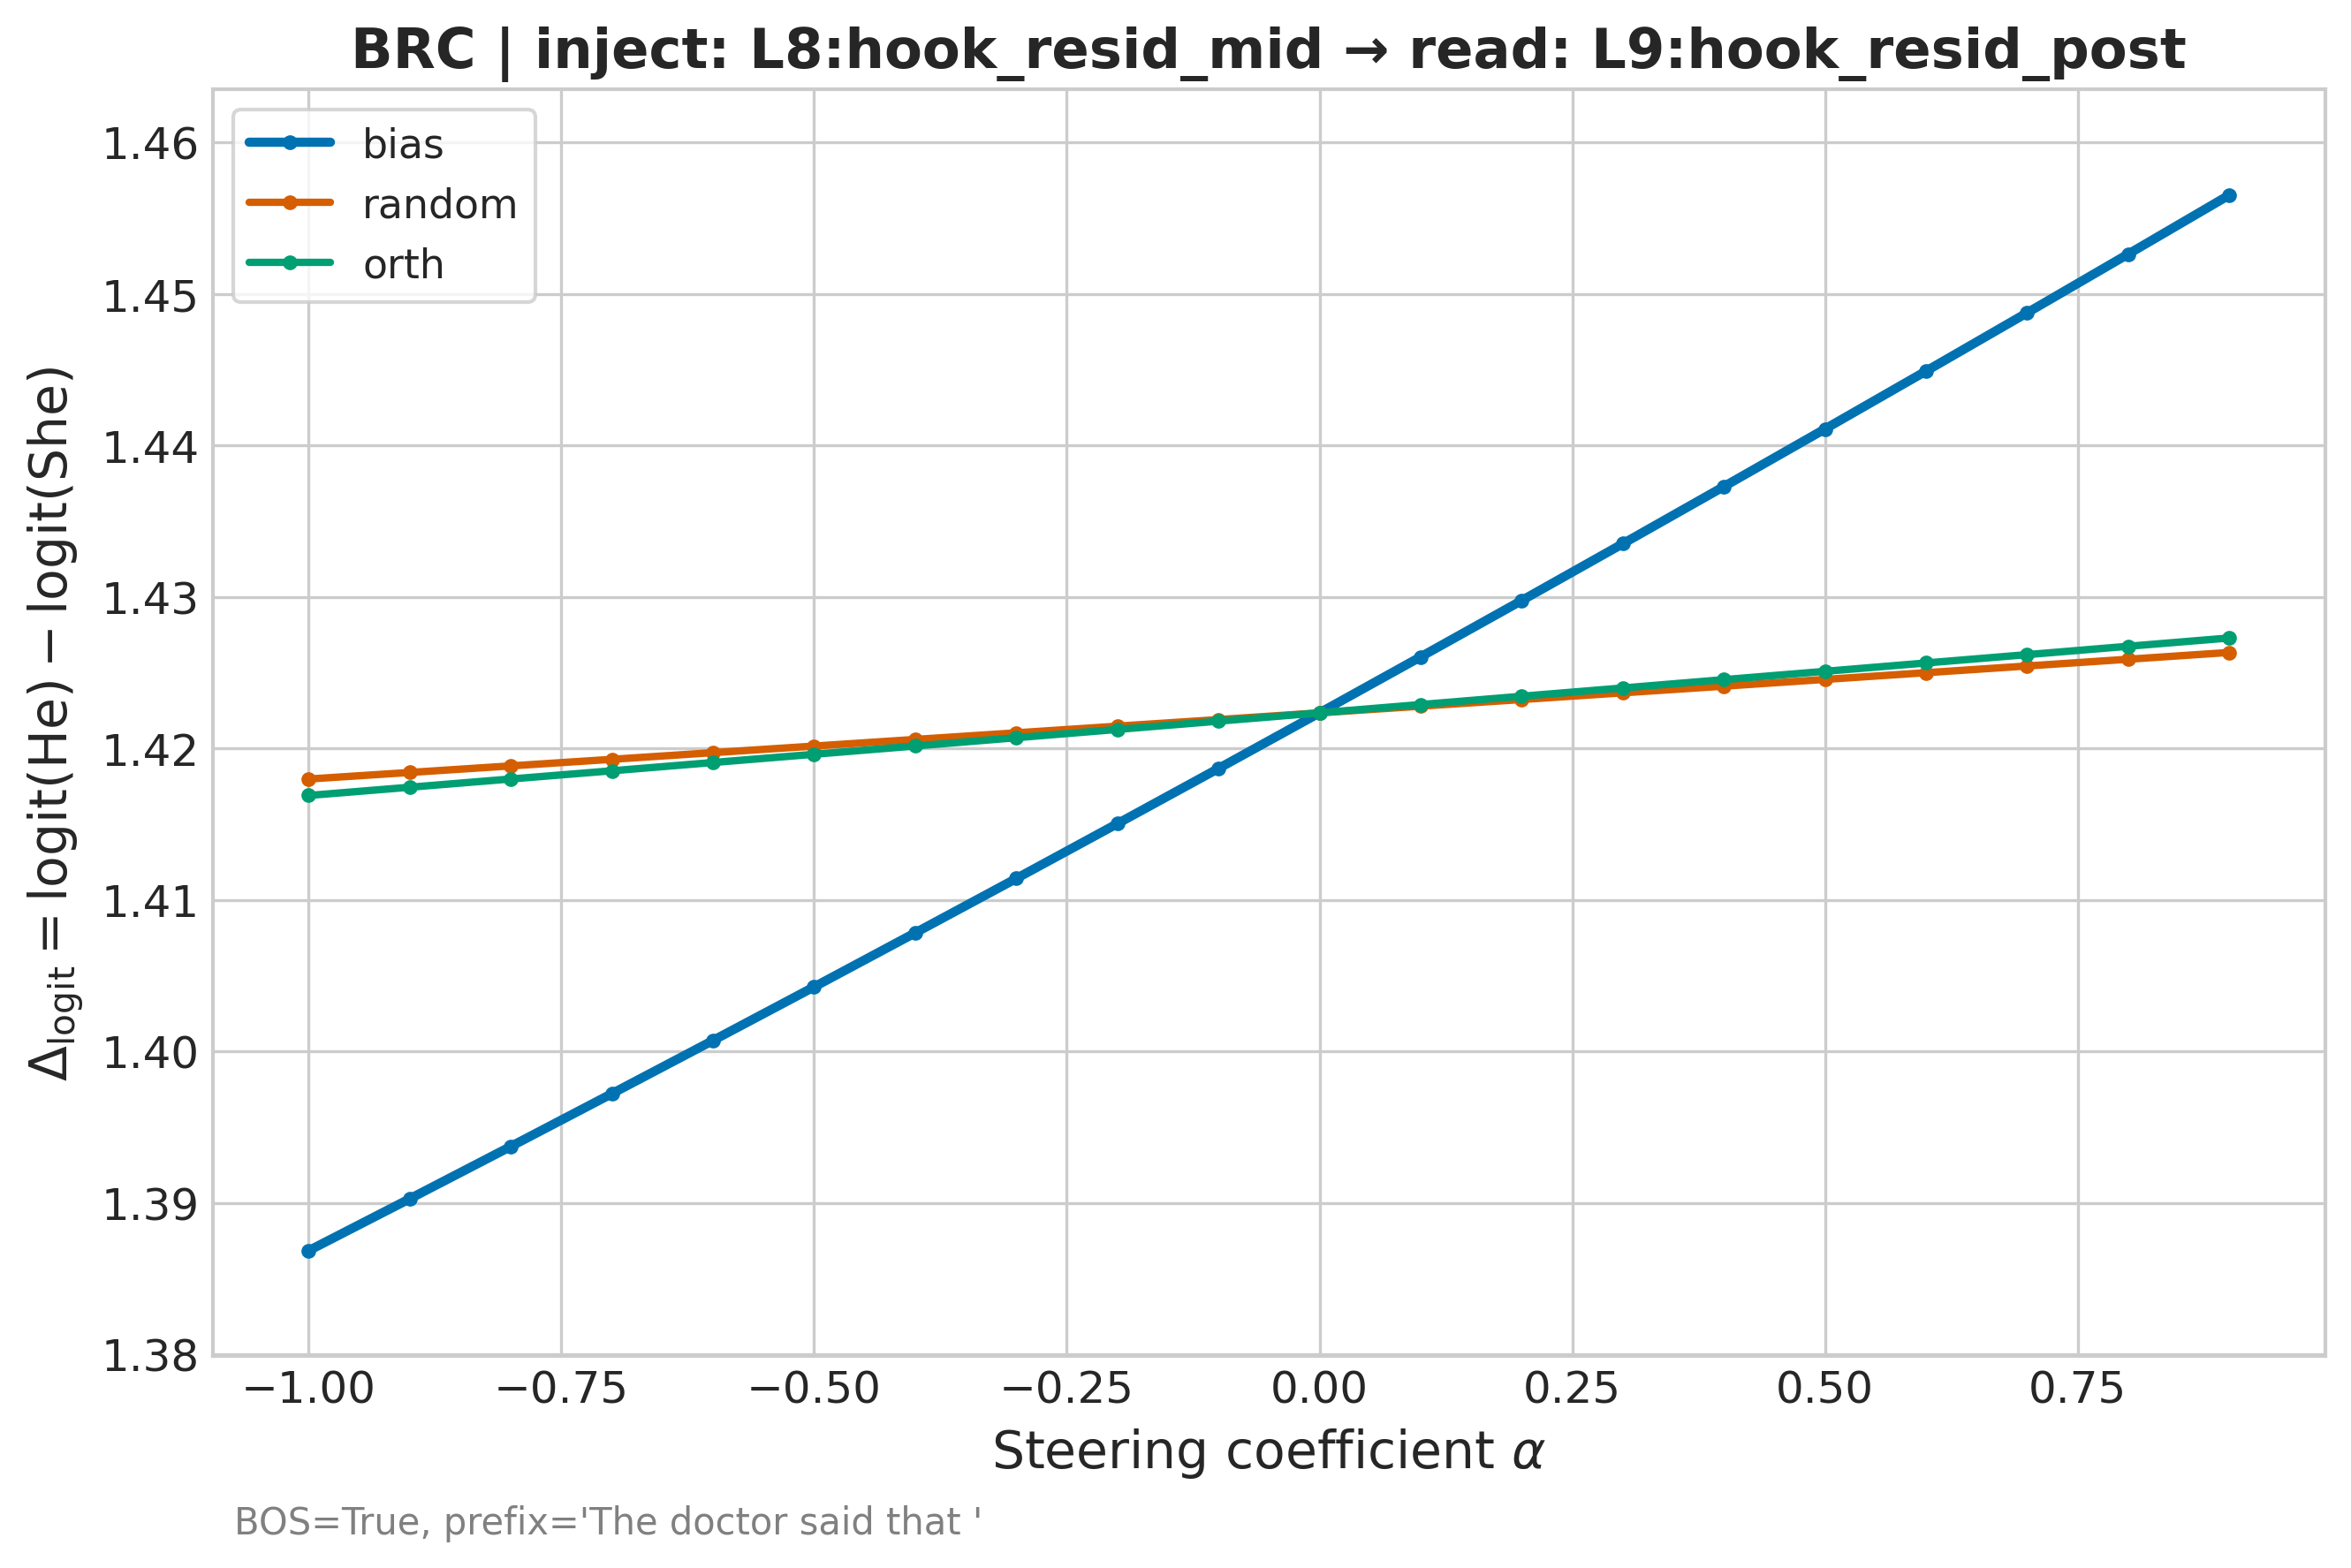 BRC | inject: L8:hook_resid_mid → read: L9:hook_resid_post
bias
random
orth
1.46
1.45
1.44
1.43
1.42
1.41
1.40
1.39
1.38
Δlogit = logit(He) − logit(She)
−1.00 −0.75 −0.50 −0.25 0.00 0.25 0.50 0.75
Steering coefficient α
BOS=True, prefix='The doctor said that '